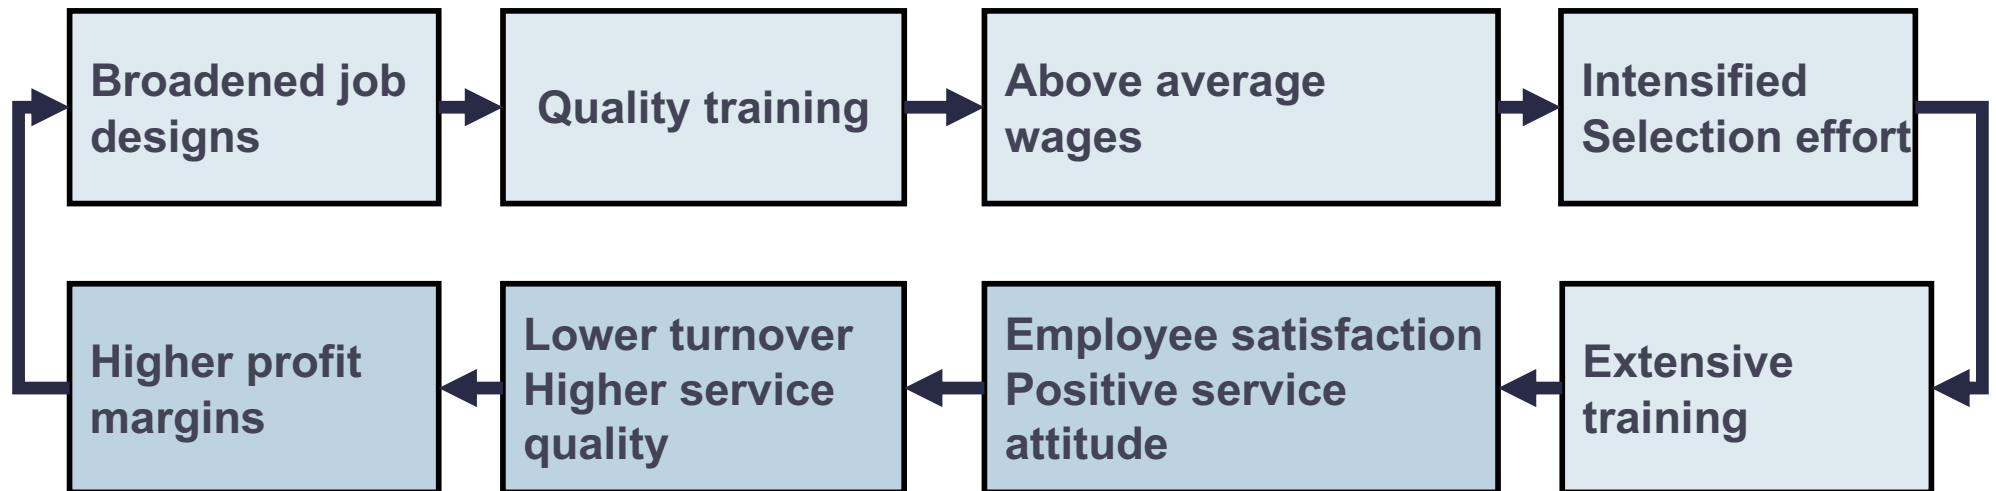 Broadened job
designs
Quality training
Above average
wages
Intensified
Selection effort
Higher profit
margins
Lower turnover
Higher service
quality
Employee satisfaction
Positive service
attitude
Extensive
training